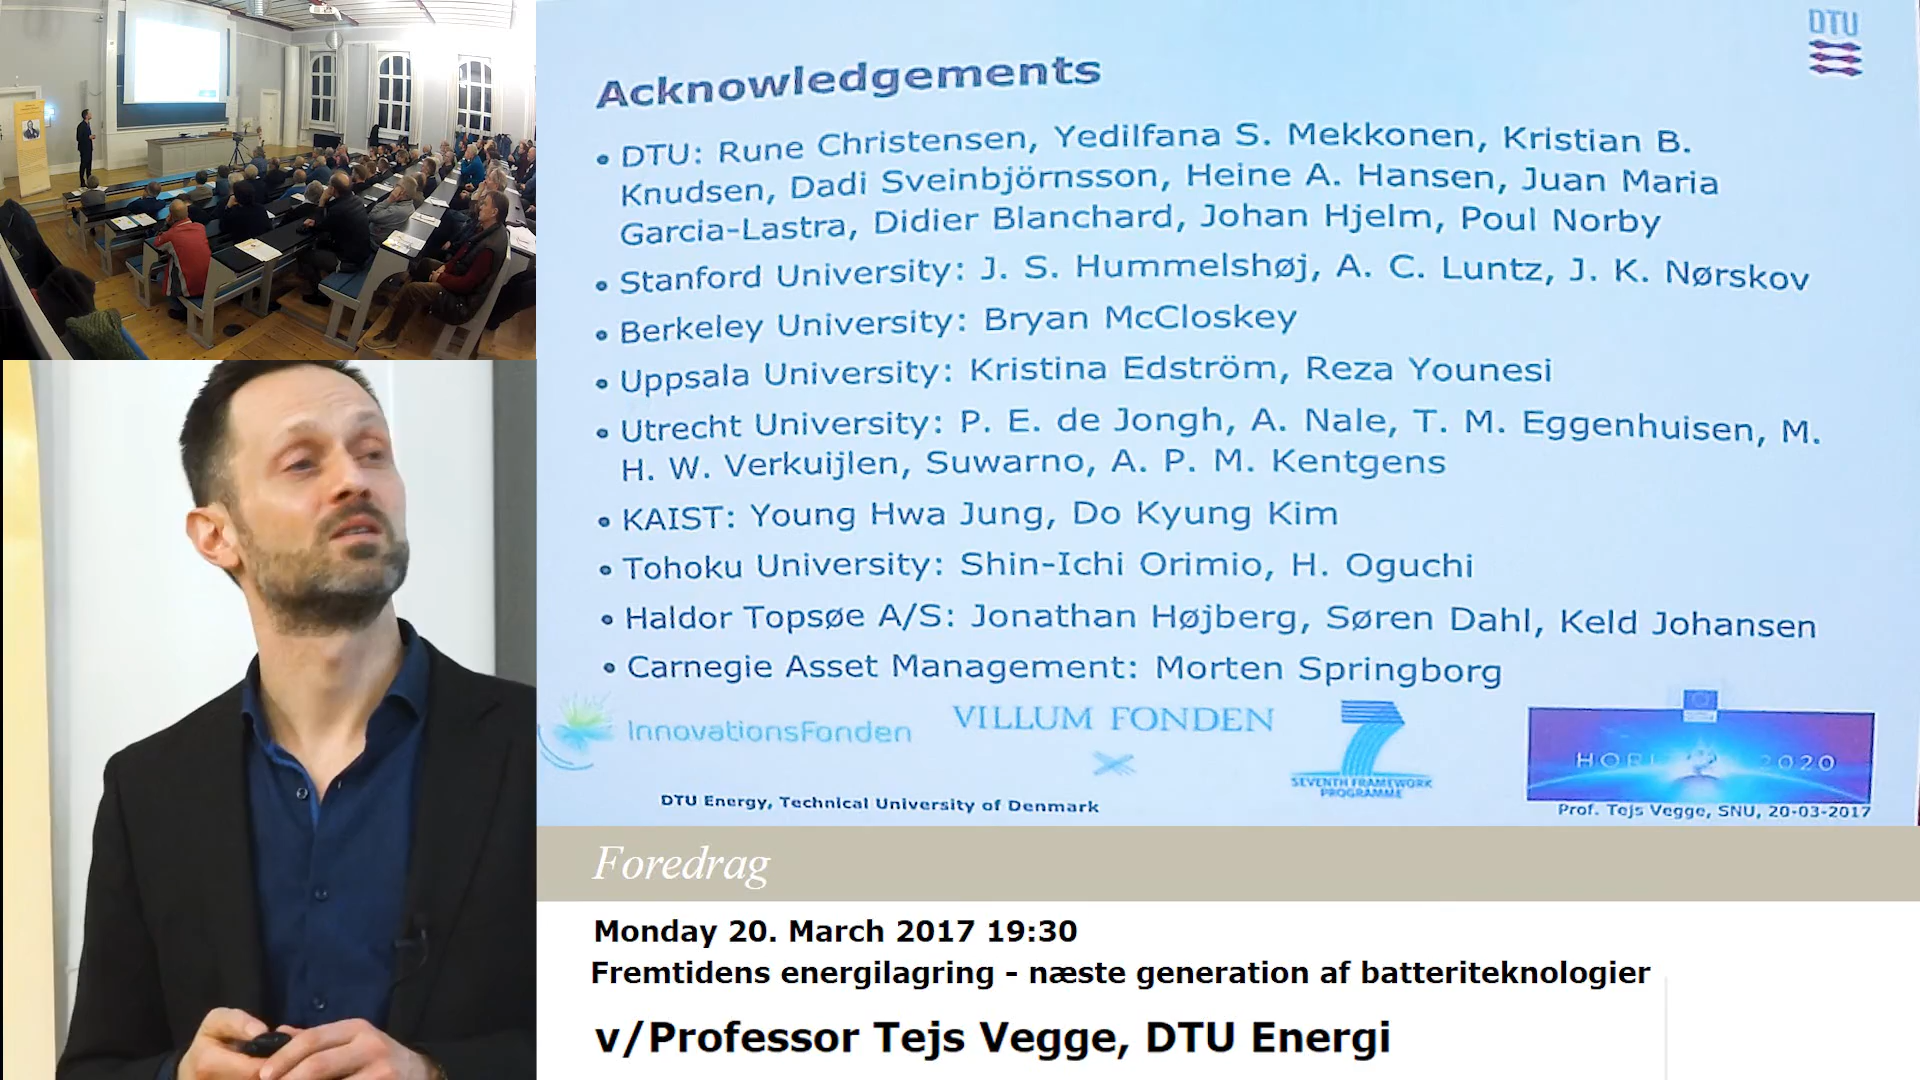 DTU
Acknowledgements
• DTU: Rune Christensen, Yedilfana S. Mekkonen, Kristian B.
Knudsen, Dadi Sveinbjörnsson, Heine A. Hansen, Juan Maria
Garcia-Lastra, Didier Blanchard, Johan Hjelm, Poul Norby
• Stanford University: J. S. Hummelshøj, A. C. Luntz, J. K. Nørskov
• Berkeley University: Bryan McCloskey
• Uppsala University: Kristina Edström, Reza Younesi
• Utrecht University: P. E. de Jongh, A. Nale, T. M. Eggenhuisen, M.
H. W. Verkuijlen, Suwarno, A. P. M. Kentgens
• KAIST: Young Hwa Jung, Do Kyung Kim
• Tohoku University: Shin-Ichi Orimio, H. Oguchi
• Haldor Topsøe A/S: Jonathan Højberg, Søren Dahl, Keld Johansen
• Carnegie Asset Management: Morten Springborg
InnovationsFonden
VILLUM FONDEN
7
SEVENTH FRAMEWORK
PROGRAMME
2020
DTU Energy, Technical University of Denmark
Prof. Tejs Vegge, SNU, 20-03-2017
Foredrag
Monday 20. March 2017 19:30
Fremtidens energilagring - næste generation af batteriteknologier
v/Professor Tejs Vegge, DTU Energi